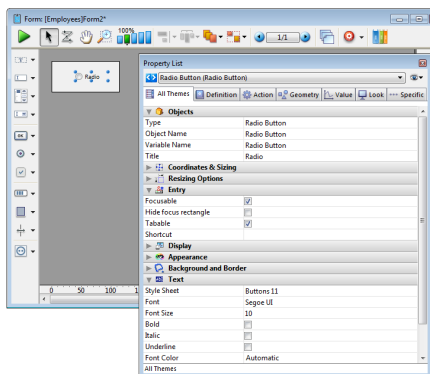 Form: [Employees]Form2*
100%
1/1
Radio
Property List
Radio Button (Radio Button)
All Themes Definition Action Geometry Value Look Specific
Objects
Type Radio Button
Object Name Radio Button
Variable Name Radio Button
Title Radio
Coordinates & Sizing
Resizing Options
Entry
Focusable
Hide focus rectangle
Tabable
Shortcut
Display
Appearance
Background and Border
Text
Style Sheet Buttons 11
Font Segoe UI
Font Size 10
Bold
Italic
Underline
Font Color Automatic
All Themes
OK
0 50 100 1